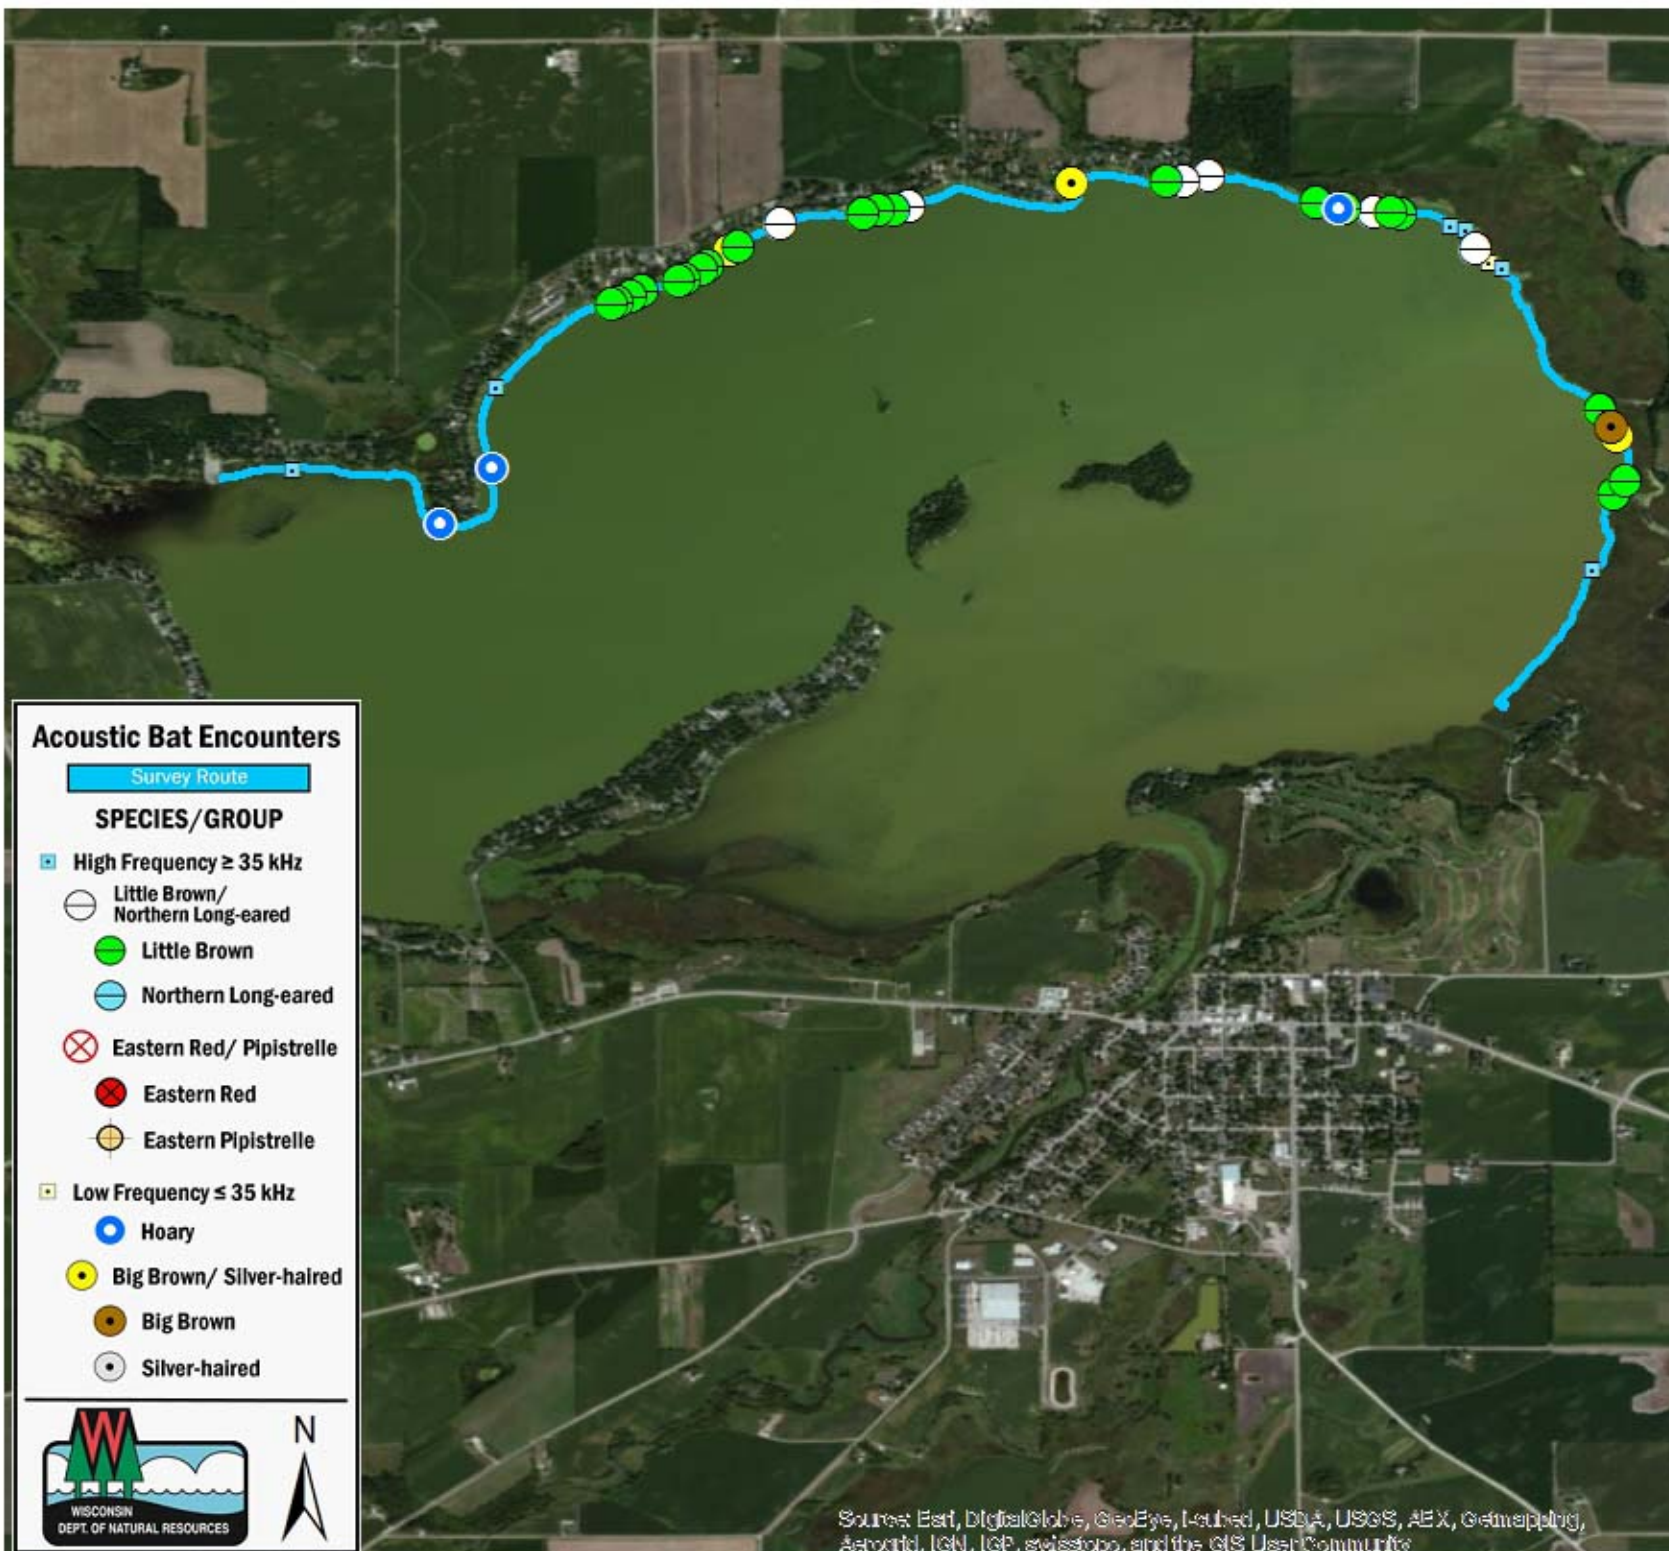 Acoustic Bat Encounters
Survey Route
SPECIES/GROUP
High Frequency ≥ 35 kHz
Little Brown/
Northern Long-eared
Little Brown
Northern Long-eared
Eastern Red/ Pipistrelle
Eastern Red
Eastern Pipistrelle
Low Frequency ≤ 35 kHz
Hoary
Big Brown/ Silver-haired
Big Brown
Silver-haired
N
W
WISCONSIN
DEPT. OF NATURAL RESOURCES
Source: Esri, DigitalGlobe, GeoEye, i-cubed, USDA, USGS, AEX, Getmapping,
Aerogrid, IGN, IGP, swisstopo, and the GIS User Community